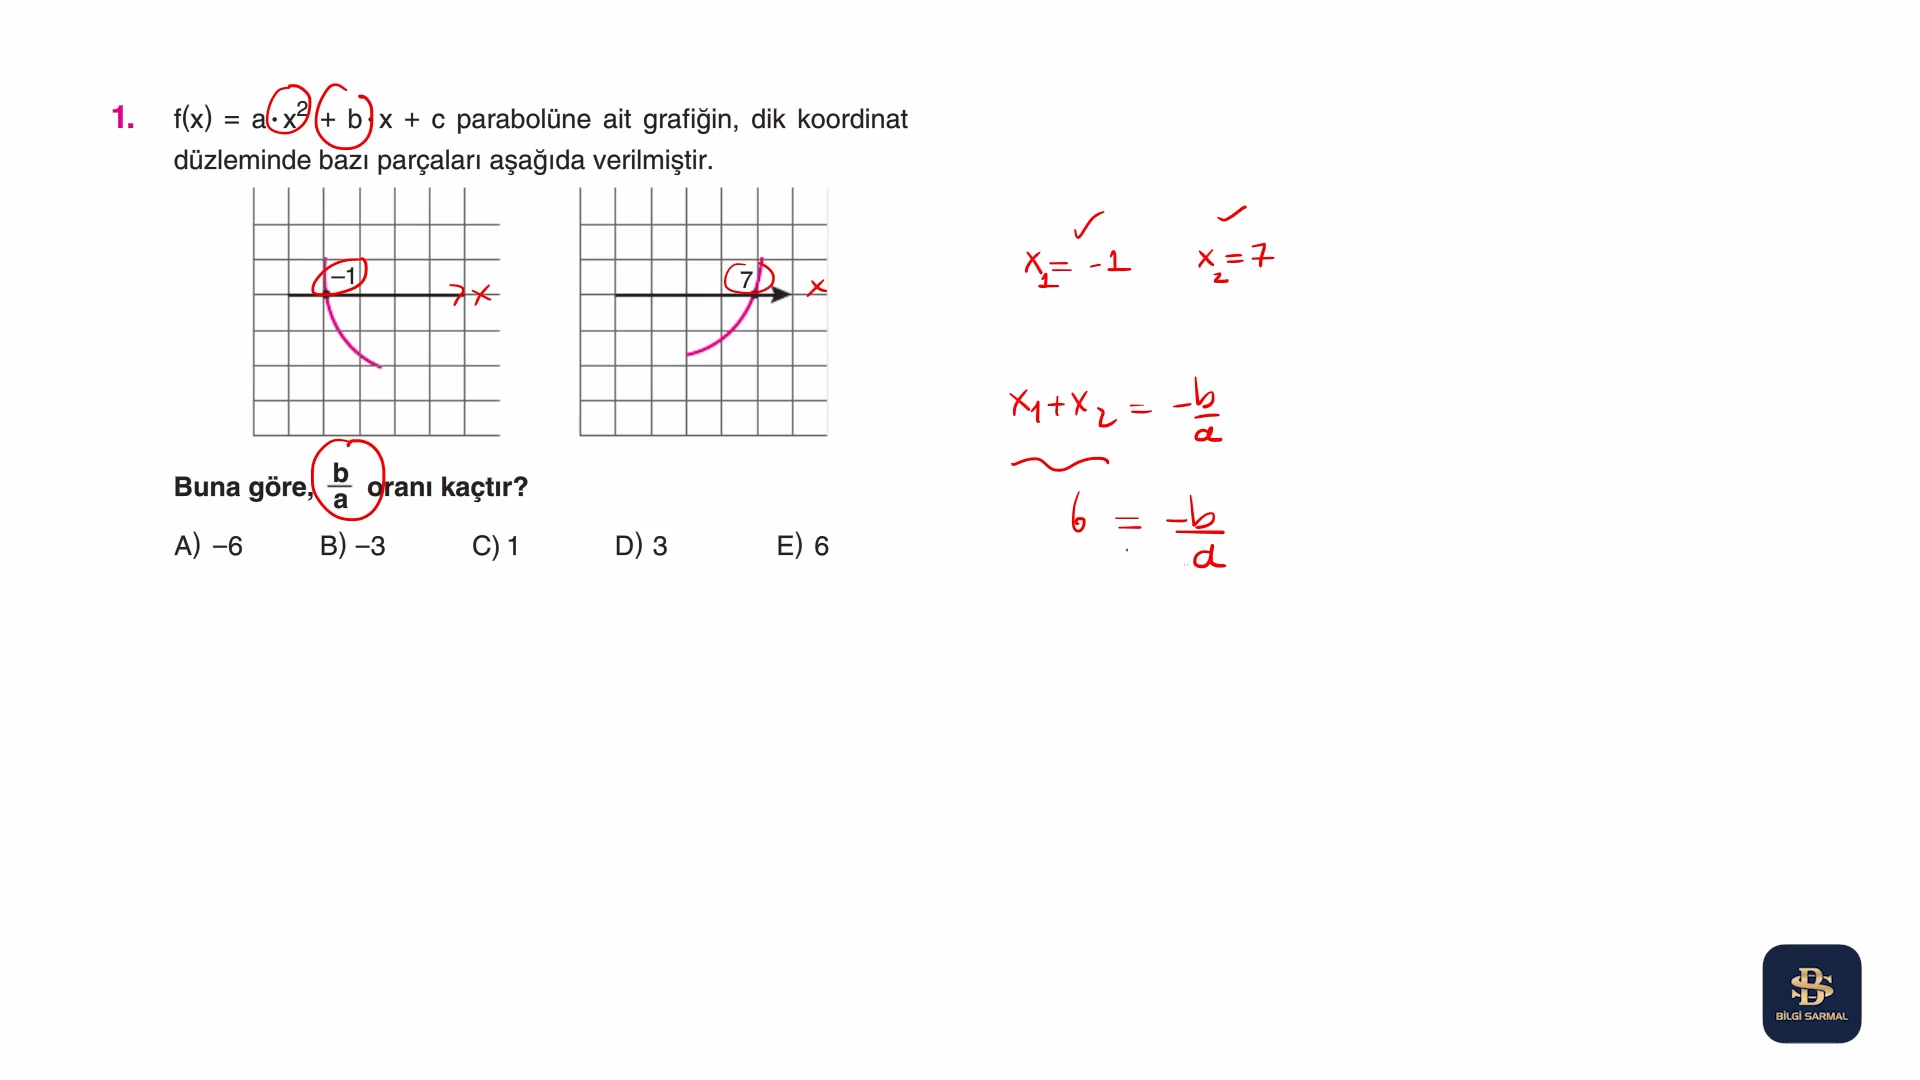 1. f(x) = a·x² + b·x + c parabolüne ait grafiğin, dik koordinat
düzleminde bazı parçaları aşağıda verilmiştir.
–1
x
7
x
x₁ = -1 x₂ = 7
x₁ + x₂ = -b/a
6 = -b/a
Buna göre, b/a oranı kaçtır?
A) –6 B) –3 C) 1 D) 3 E) 6
BS
BİLGİ SARMAL